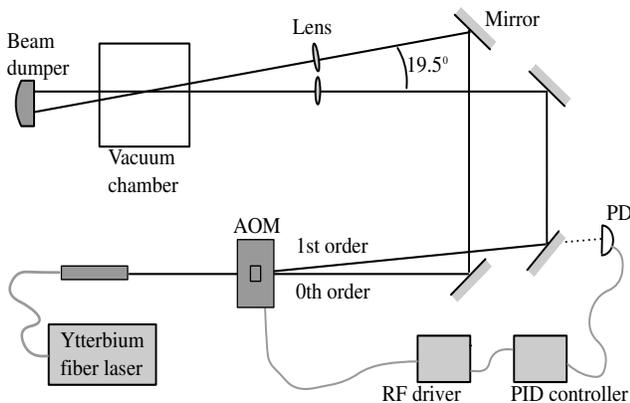 Beam
dumper
Lens
Mirror
19.5⁰
Vacuum
chamber
AOM
1st order
0th order
PD
Ytterbium
fiber laser
RF driver
PID controller